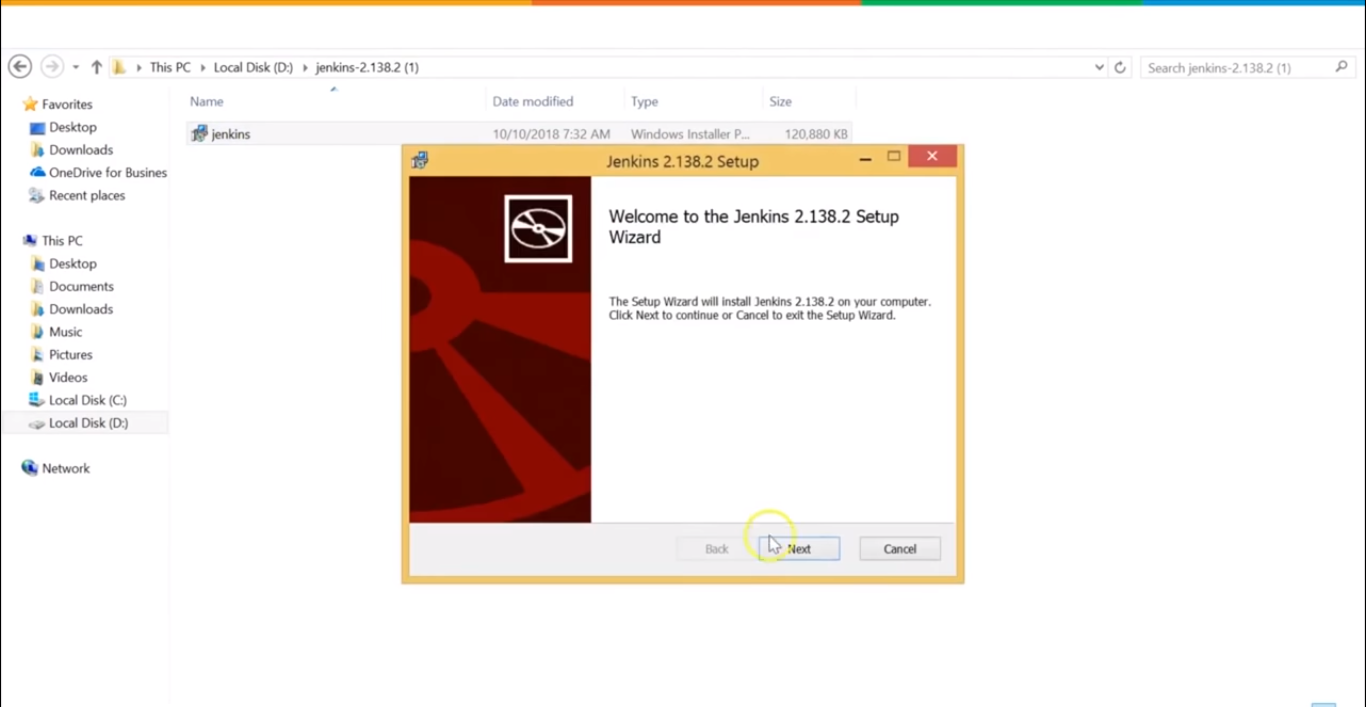 This PC Local Disk (D:) jenkins-2.138.2 (1)
Search jenkins-2.138.2 (1)
Favorites
Desktop
Downloads
OneDrive for Busines
Recent places
This PC
Desktop
Documents
Downloads
Music
Pictures
Videos
Local Disk (C:)
Local Disk (D:)
Network
Name Date modified Type Size
jenkins 10/10/2018 7:32 AM Windows Installer P... 120,880 KB
Jenkins 2.138.2 Setup
Welcome to the Jenkins 2.138.2 Setup
Wizard
The Setup Wizard will install Jenkins 2.138.2 on your computer.
Click Next to continue or Cancel to exit the Setup Wizard.
Back Next Cancel